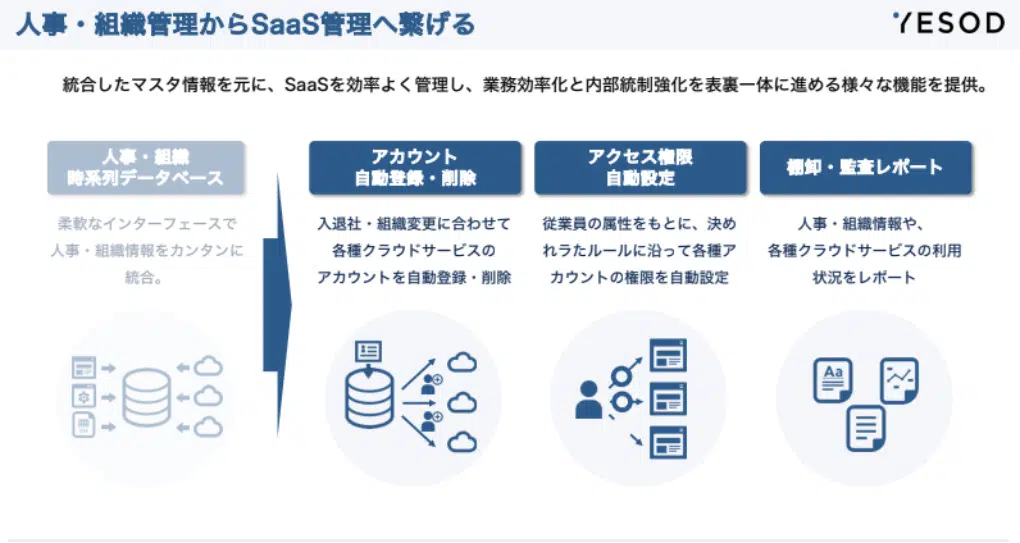 人事・組織管理からSaaS管理へ繋げる
YESOD
統合したマスタ情報を元に、SaaSを効率よく管理し、業務効率化と内部統制強化を表裏一体に進める様々な機能を提供。
人事・組織
時系列データベース
柔軟なインターフェースで
人事・組織情報をカンタンに
統合。
アカウント
自動登録・削除
入退社・組織変更に合わせて
各種クラウドサービスの
アカウントを自動登録・削除
アクセス権限
自動設定
従業員の属性をもとに、決め
れラたルールに沿って各種ア
カウントの権限を自動設定
棚卸・監査レポート
人事・組織情報や、
各種クラウドサービスの利用
状況をレポート
Aa